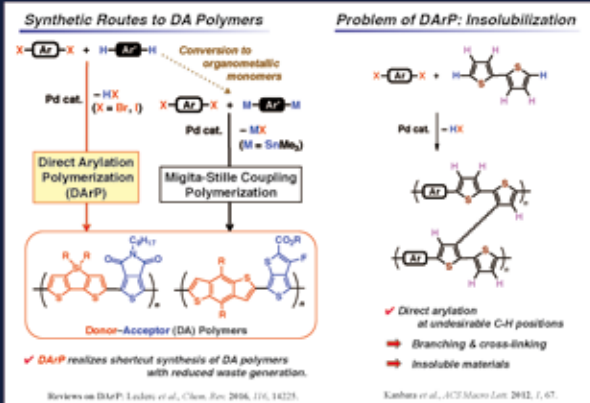 Synthetic Routes to DA Polymers
X Ar X + H Ar' H
Conversion to
organometallic
monomers
Pd cat.
– HX
(X = Br, I)
X Ar X + M Ar' M
Pd cat.
– MX
(M = SnMe3)
Direct Arylation
Polymerization
(DArP)
Migita-Stille Coupling
Polymerization
C8H17
R R
O N O
Si
S S S
n
R
S
S
R
CO2R
S F
S
n
Donor–Acceptor (DA) Polymers
✓ DArP realizes shortcut synthesis of DA polymers
with reduced waste generation.
Reviews on DArP: Leclerc et al., Chem. Rev. 2016, 116, 14225.
Problem of DArP: Insolubilization
X Ar X + H S S H
H H H H
Pd cat.
– HX
Ar S S n
H H H
Ar S S n
H H H
✓ Direct arylation
at undesirable C-H positions
➡ Branching & cross-linking
➡ Insoluble materials
Kanbara et al., ACS Macro Lett. 2012, 1, 67.